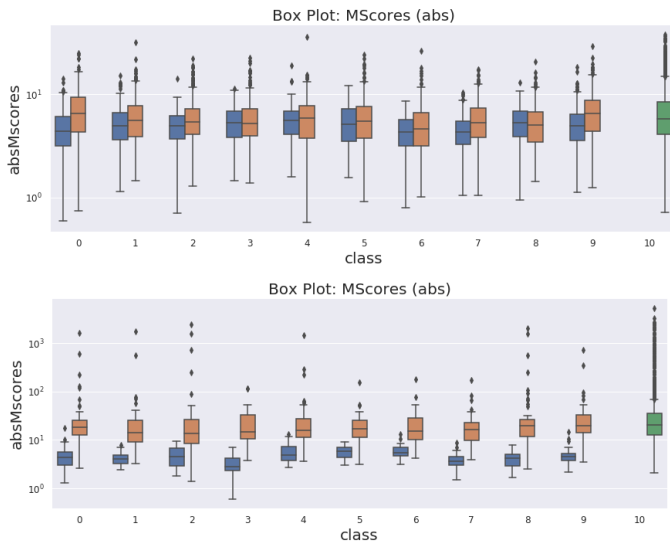 Box Plot: MScores (abs)
absMscores
10¹
10⁰
0 1 2 3 4 5 6 7 8 9 10
class
Box Plot: MScores (abs)
absMscores
10³
10²
10¹
10⁰
0 1 2 3 4 5 6 7 8 9 10
class